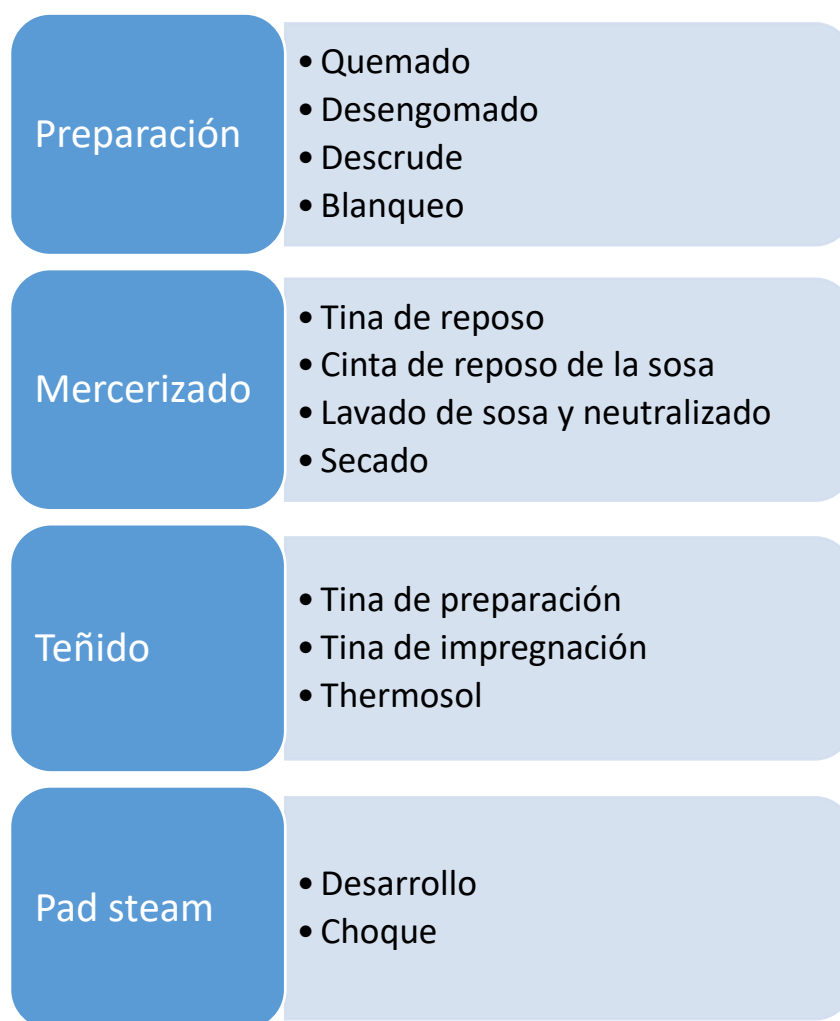 Preparación
• Quemado
• Desengomado
• Descrude
• Blanqueo
Mercerizado
• Tina de reposo
• Cinta de reposo de la sosa
• Lavado de sosa y neutralizado
• Secado
Teñido
• Tina de preparación
• Tina de impregnación
• Thermosol
Pad steam
• Desarrollo
• Choque